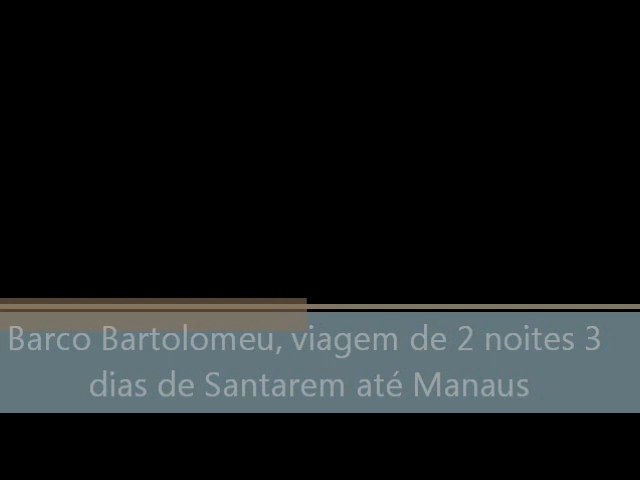 Barco Bartolomeu, viagem de 2 noites 3
dias de Santarem até Manaus